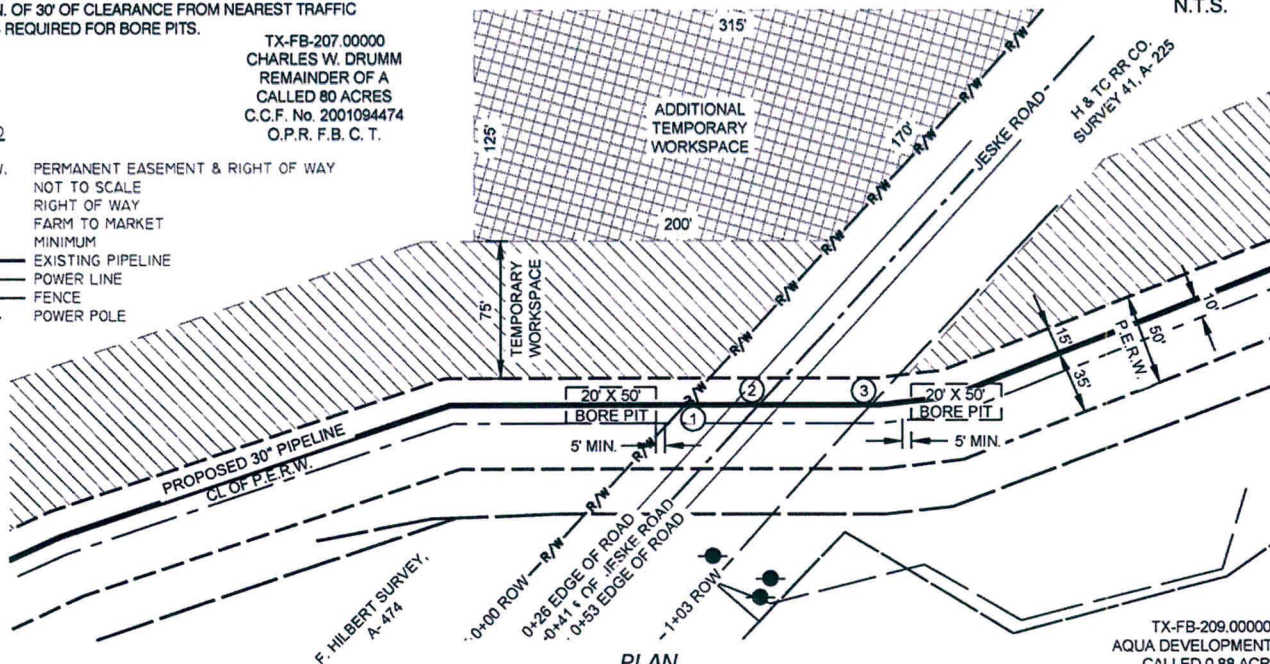 N. OF 30' OF CLEARANCE FROM NEAREST TRAFFIC
REQUIRED FOR BORE PITS.
N.T.S.
TX-FB-207.00000
CHARLES W. DRUMM
REMAINDER OF A
CALLED 80 ACRES
C.C.F. No. 2001094474
O.P.R. F.B. C. T.
PERMANENT EASEMENT & RIGHT OF WAY
NOT TO SCALE
RIGHT OF WAY
FARM TO MARKET
MINIMUM
EXISTING PIPELINE
POWER LINE
FENCE
POWER POLE
315'
125'
ADDITIONAL
TEMPORARY
WORKSPACE
170'
200'
R/W
R/W
R/W
R/W
R/W
R/W
R/W
R/W
R/W
R/W
R/W
JESKE ROAD
H & TC RR CO.
SURVEY 41, A- 225
75'
TEMPORARY
WORKSPACE
20' X 50'
BORE PIT
5' MIN.
1
2
3
20' X 50'
BORE PIT
5' MIN.
15'
35'
P.E.R.W.
50'
10'
PROPOSED 30" PIPELINE
CL OF P.E.R.W.
F. HILBERT SURVEY,
A- 474
0+00 ROW
0+26 EDGE OF ROAD
0+41 ℄ OF JESKE ROAD
0+53 EDGE OF ROAD
1+03 ROW
PLAN
TX-FB-209.00000
AQUA DEVELOPMENT
CALLED 0.88 ACR